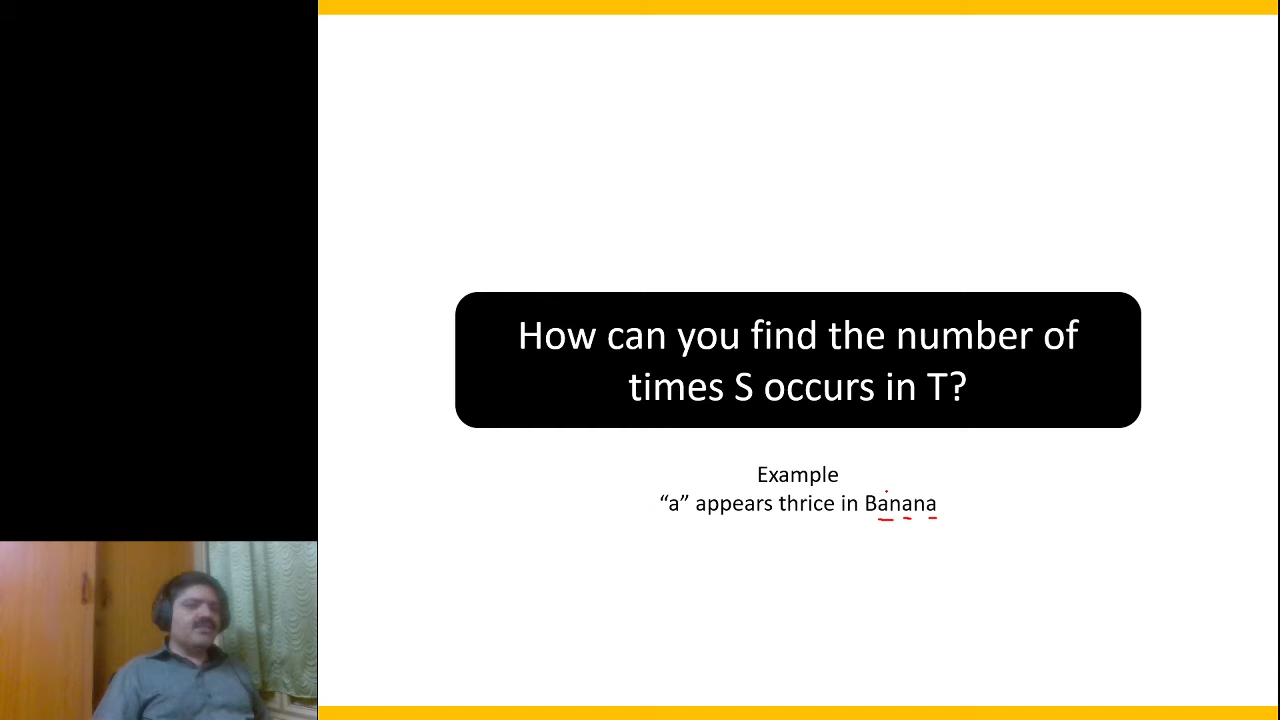 How can you find the number of
times S occurs in T?
Example
“a” appears thrice in Banana